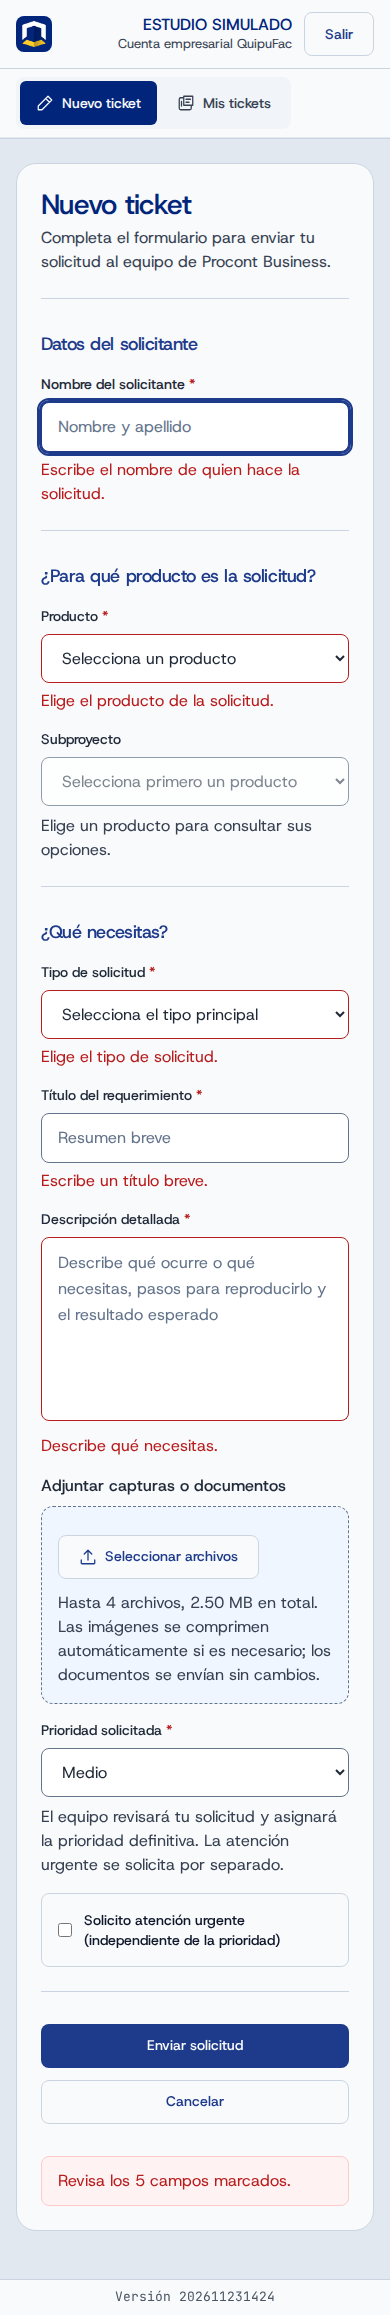 ESTUDIO SIMULADO
Cuenta empresarial QuipuFac
Salir
Nuevo ticket
Mis tickets
Nuevo ticket
Completa el formulario para enviar tu
solicitud al equipo de Procont Business.
Datos del solicitante
Nombre del solicitante *
Nombre y apellido
Escribe el nombre de quien hace la
solicitud.
¿Para qué producto es la solicitud?
Producto *
Selecciona un producto
Elige el producto de la solicitud.
Subproyecto
Selecciona primero un producto
Elige un producto para consultar sus
opciones.
¿Qué necesitas?
Tipo de solicitud *
Selecciona el tipo principal
Elige el tipo de solicitud.
Título del requerimiento *
Resumen breve
Escribe un título breve.
Descripción detallada *
Describe qué ocurre o qué
necesitas, pasos para reproducirlo y
el resultado esperado
Describe qué necesitas.
Adjuntar capturas o documentos
Seleccionar archivos
Hasta 4 archivos, 2.50 MB en total.
Las imágenes se comprimen
automáticamente si es necesario; los
documentos se envían sin cambios.
Prioridad solicitada *
Medio
El equipo revisará tu solicitud y asignará
la prioridad definitiva. La atención
urgente se solicita por separado.
Solicito atención urgente
(independiente de la prioridad)
Enviar solicitud
Cancelar
Revisa los 5 campos marcados.
Versión 202611231424